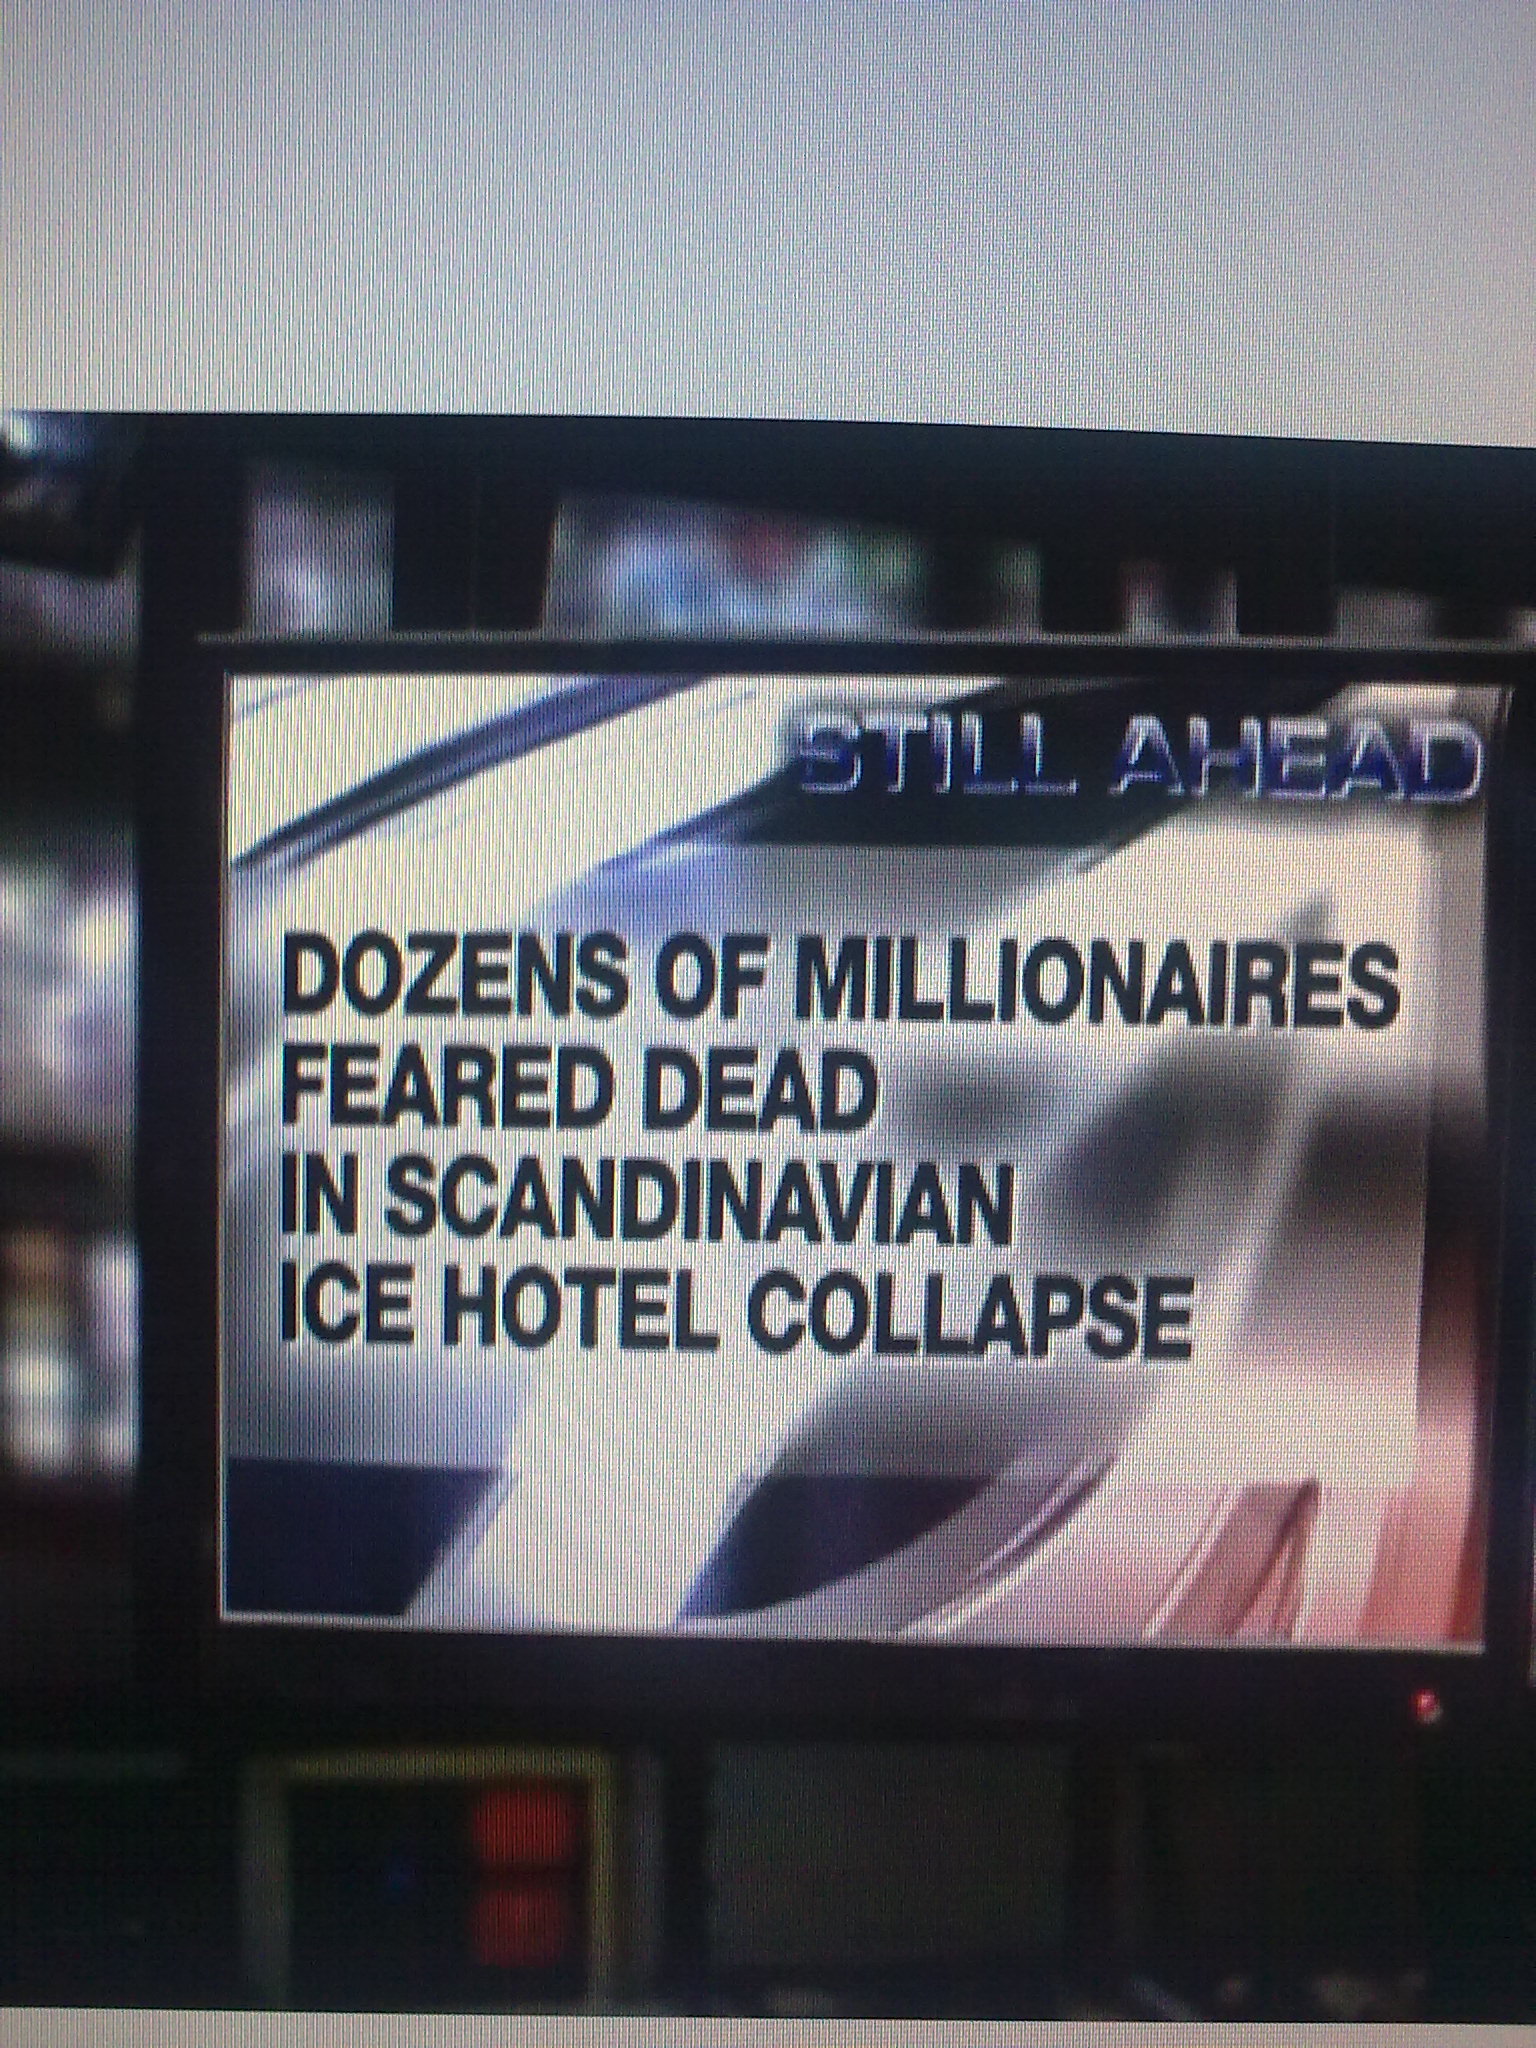 STILL AHEAD
DOZENS OF MILLIONAIRES
FEARED DEAD
IN SCANDINAVIAN
ICE HOTEL COLLAPSE